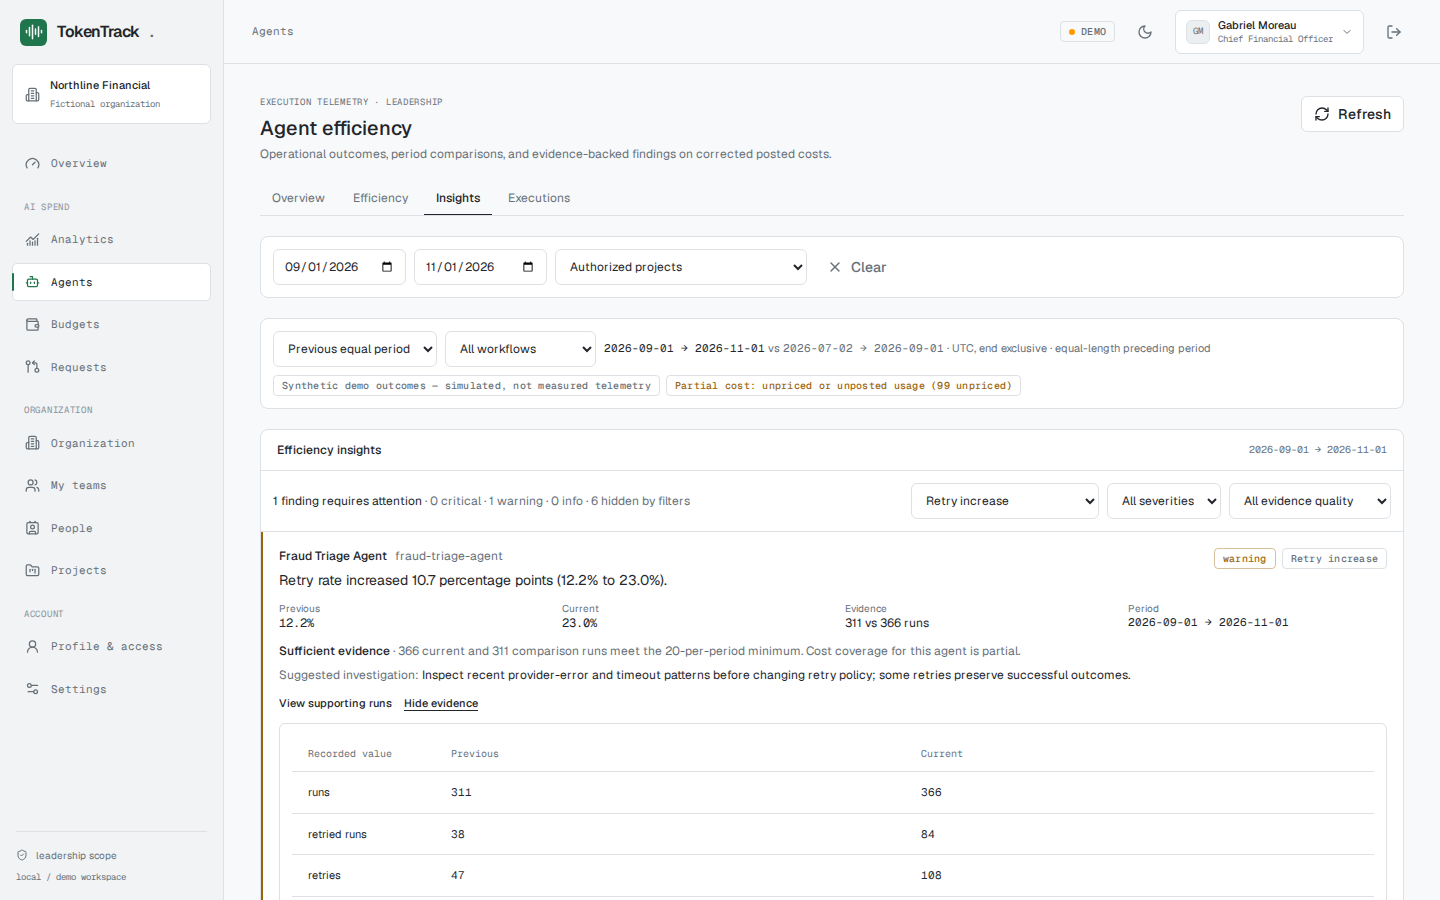 TokenTrack .
Northline Financial
Fictional organization
Overview
AI SPEND
Analytics
Agents
Budgets
Requests
ORGANIZATION
Organization
My teams
People
Projects
ACCOUNT
Profile & access
Settings
leadership scope
local / demo workspace
Agents
DEMO
GM
Gabriel Moreau
Chief Financial Officer
EXECUTION TELEMETRY · LEADERSHIP
Agent efficiency
Operational outcomes, period comparisons, and evidence-backed findings on corrected posted costs.
Refresh
Overview Efficiency Insights Executions
09/01/2026 11/01/2026 Authorized projects Clear
Previous equal period All workflows 2026-09-01 → 2026-11-01 vs 2026-07-02 → 2026-09-01 · UTC, end exclusive · equal-length preceding period
Synthetic demo outcomes — simulated, not measured telemetry Partial cost: unpriced or unposted usage (99 unpriced)
Efficiency insights 2026-09-01 → 2026-11-01
1 finding requires attention · 0 critical · 1 warning · 0 info · 6 hidden by filters Retry increase All severities All evidence quality
Fraud Triage Agent fraud-triage-agent warning Retry increase
Retry rate increased 10.7 percentage points (12.2% to 23.0%).
Previous Current Evidence Period
12.2% 23.0% 311 vs 366 runs 2026-09-01 → 2026-11-01
Sufficient evidence · 366 current and 311 comparison runs meet the 20-per-period minimum. Cost coverage for this agent is partial.
Suggested investigation: Inspect recent provider-error and timeout patterns before changing retry policy; some retries preserve successful outcomes.
View supporting runs Hide evidence
Recorded value Previous Current
runs 311 366
retried runs 38 84
retries 47 108